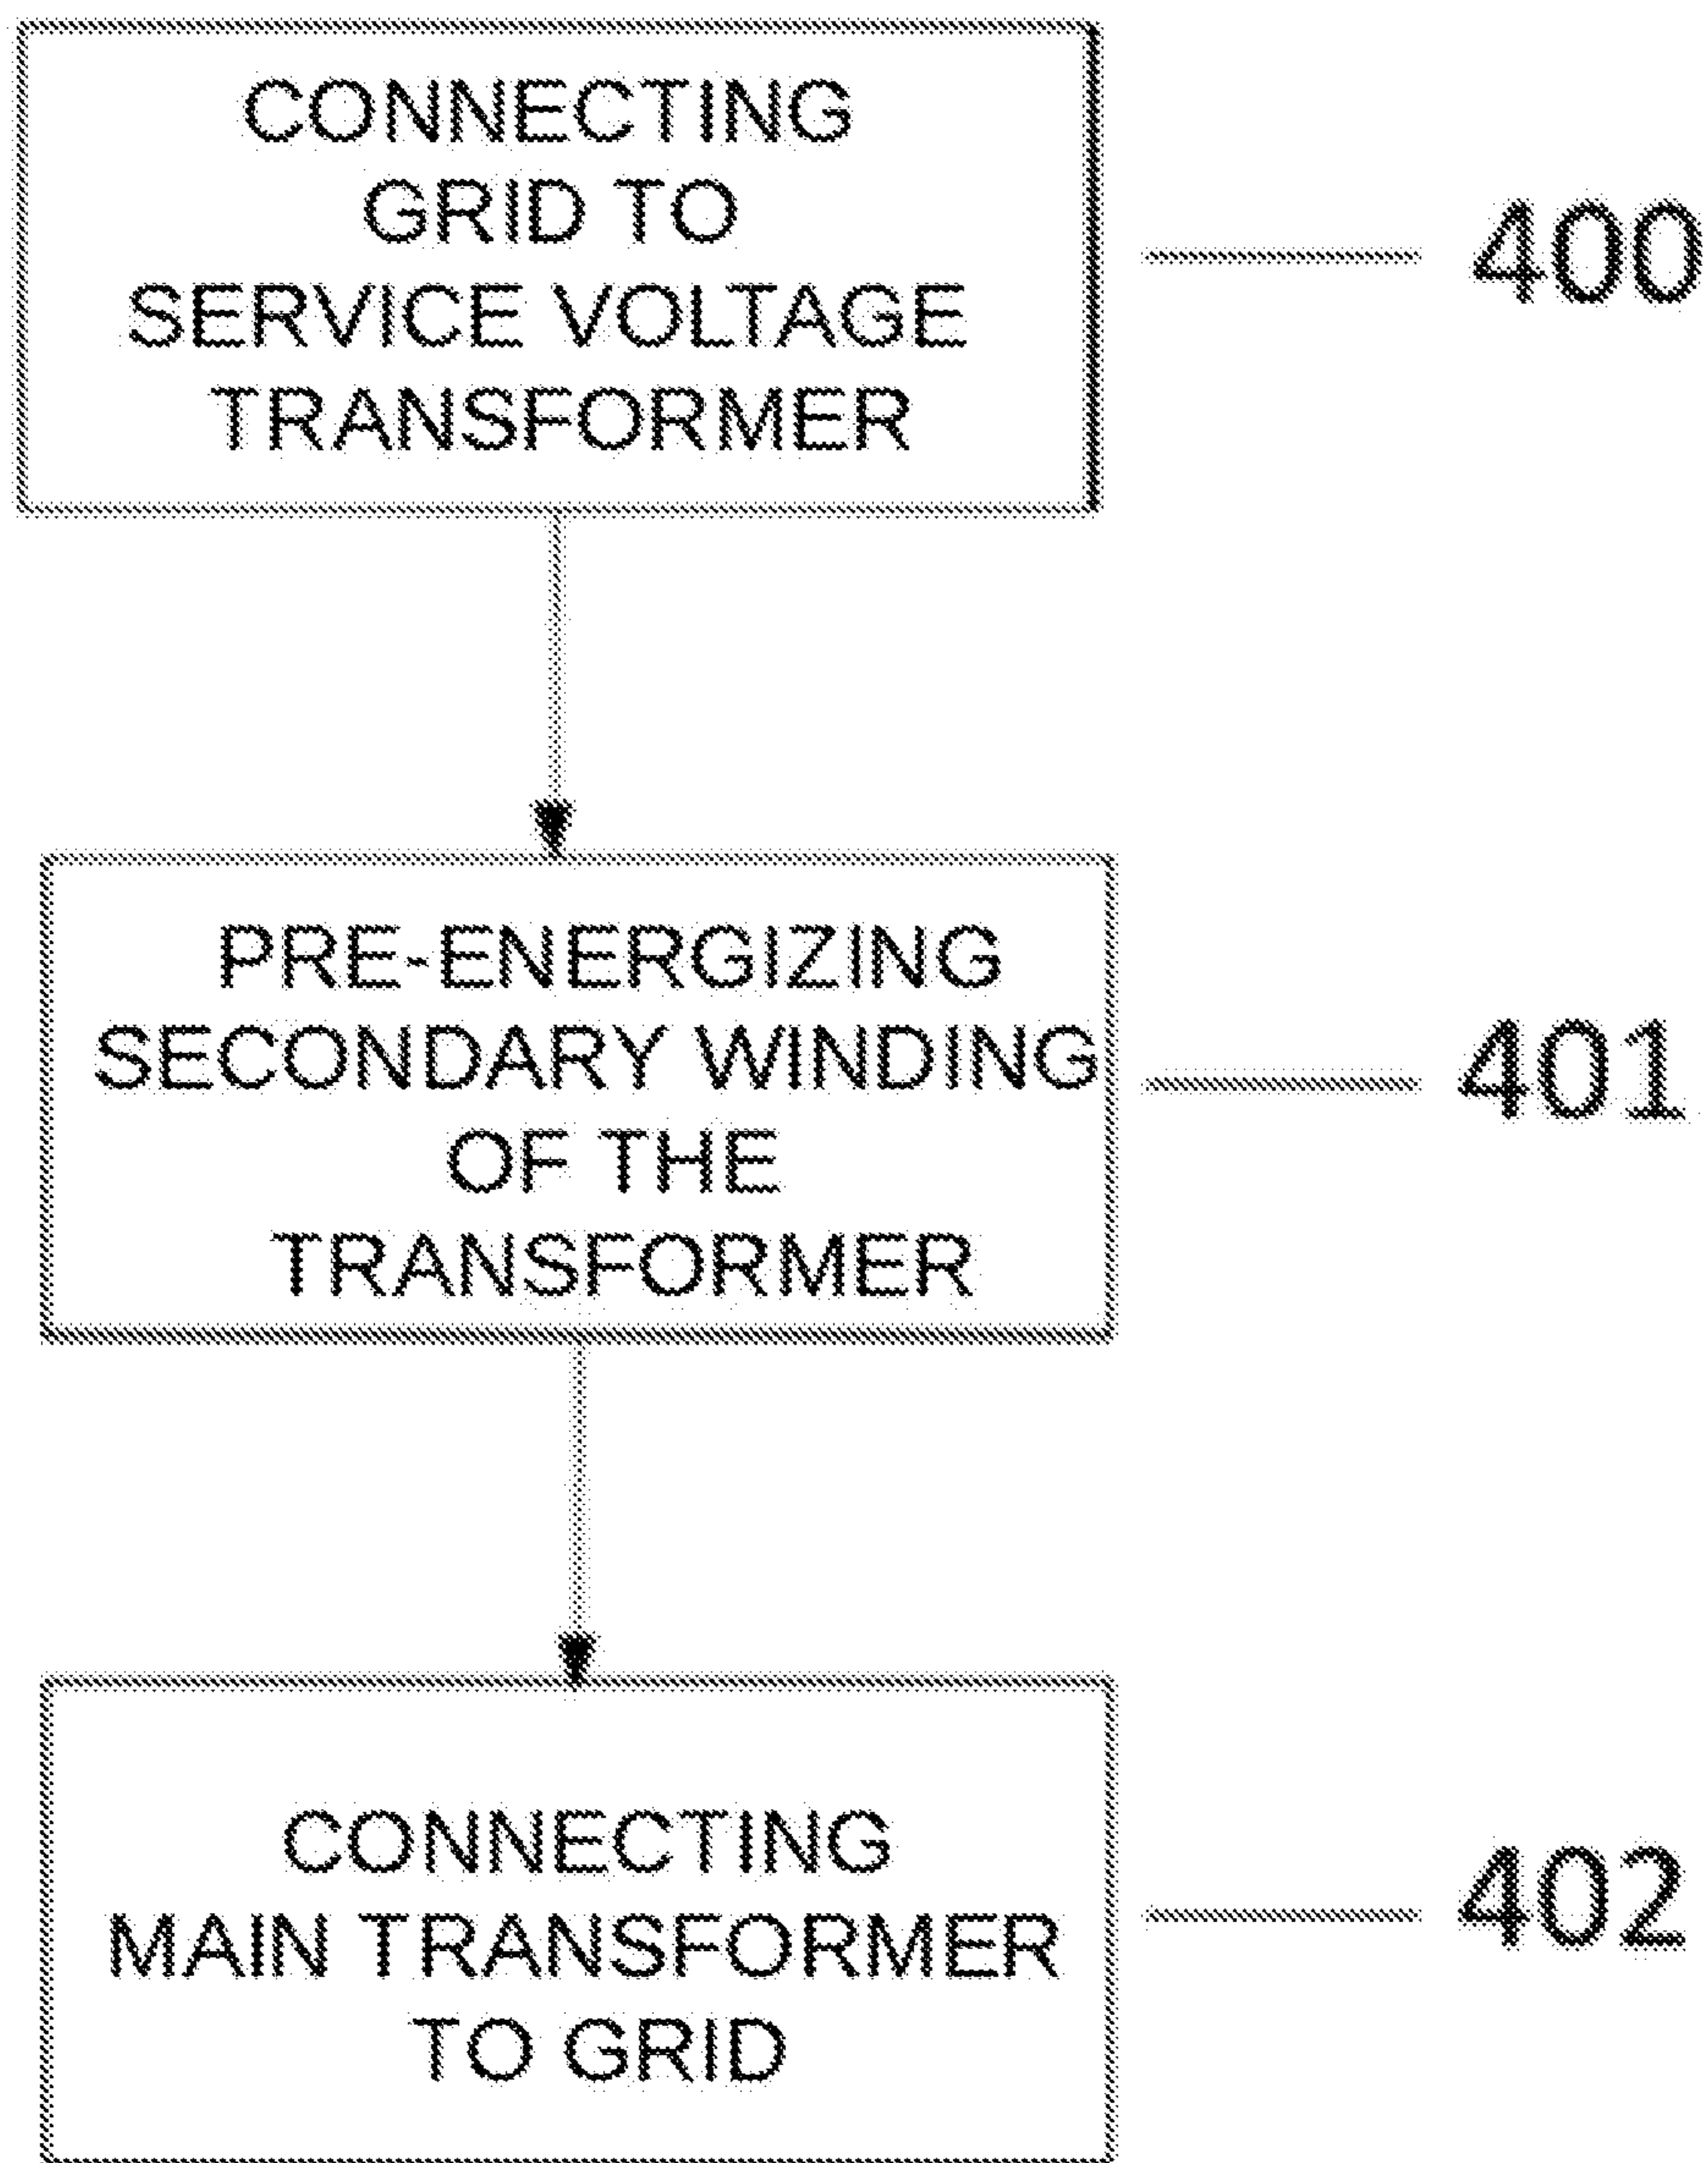 CONNECTING
GRID TO
SERVICE VOLTAGE
TRANSFORMER
400
PRE-ENERGIZING
SECONDARY WINDING
OF THE
TRANSFORMER
401
CONNECTING
MAIN TRANSFORMER
TO GRID
402